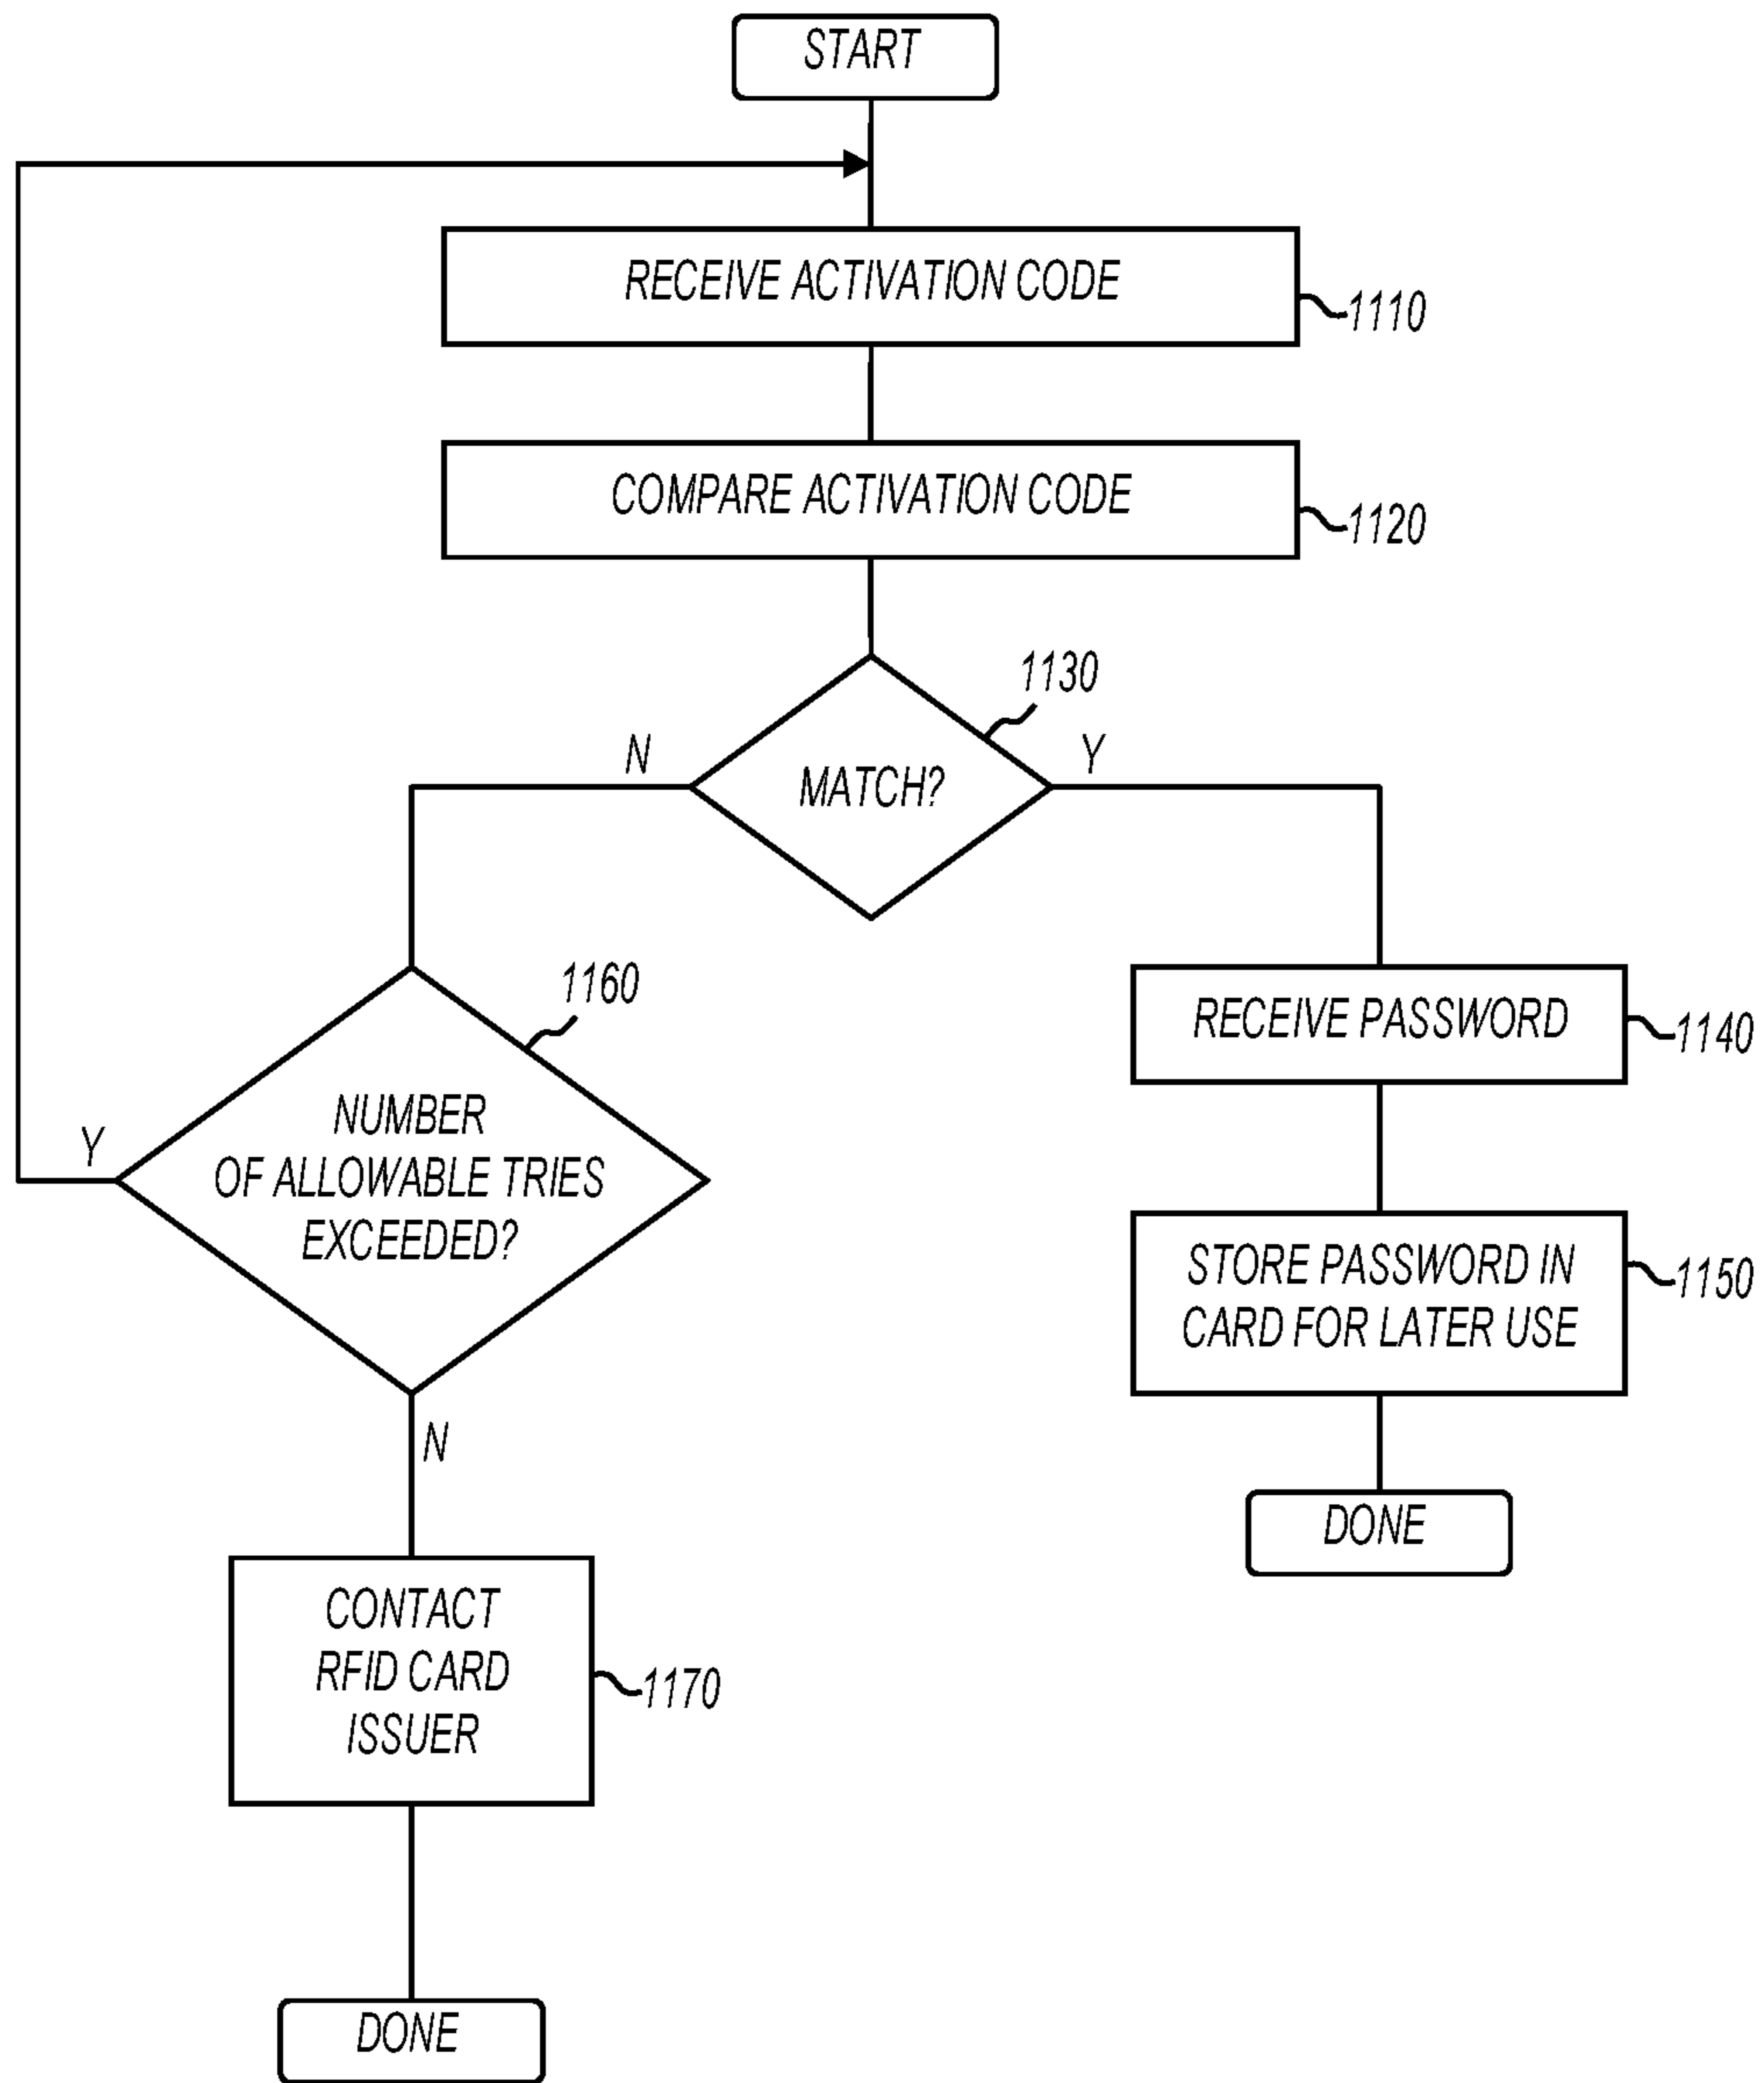 START
RECEIVE ACTIVATION CODE
1110
COMPARE ACTIVATION CODE
1120
1130
N
MATCH?
Y
1160
NUMBER
OF ALLOWABLE TRIES
EXCEEDED?
Y
N
RECEIVE PASSWORD
1140
STORE PASSWORD IN
CARD FOR LATER USE
1150
DONE
CONTACT
RFID CARD
ISSUER
1170
DONE